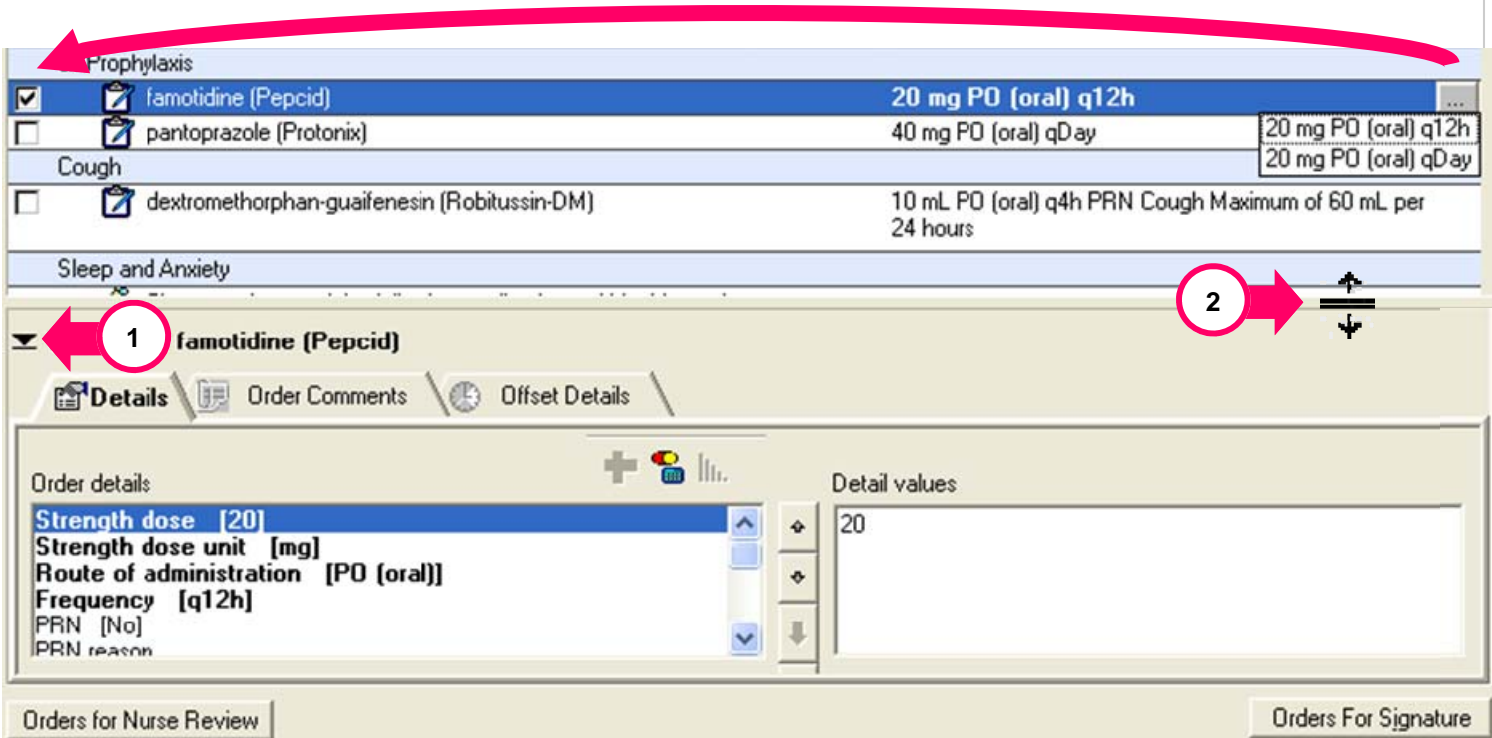 Prophylaxis
famotidine (Pepcid) 20 mg PO (oral) q12h ...
pantoprazole (Protonix) 40 mg PO (oral) qDay
20 mg PO (oral) q12h
20 mg PO (oral) qDay
Cough
dextromethorphan-guaifenesin (Robitussin-DM) 10 mL PO (oral) q4h PRN Cough Maximum of 60 mL per
24 hours
Sleep and Anxiety
2
1 famotidine (Pepcid)
Details Order Comments Offset Details
Order details Detail values
Strength dose [20] 20
Strength dose unit [mg]
Route of administration [PO (oral)]
Frequency [q12h]
PRN [No]
PRN reason
Orders for Nurse Review Orders For Signature